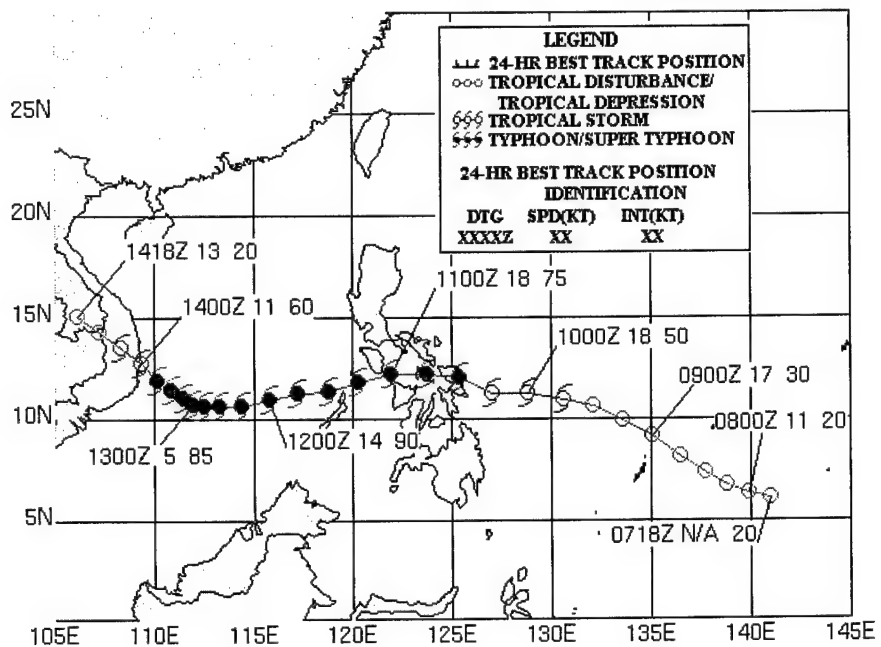 LEGEND
24-HR BEST TRACK POSITION
TROPICAL DISTURBANCE/
TROPICAL DEPRESSION
TROPICAL STORM
TYPHOON/SUPER TYPHOON
24-HR BEST TRACK POSITION
IDENTIFICATION
DTG SPD(KT) INT(KT)
XXXXZ XX XX
25N
20N
1418Z 13 20
1100Z 18 75
15N
1400Z 11 60
1000Z 18 50
0900Z 17 30
10N
0800Z 11 20
1200Z 14 90
1300Z 5 85
5N
0718Z N/A 20
105E 110E 115E 120E 125E 130E 135E 140E 145E